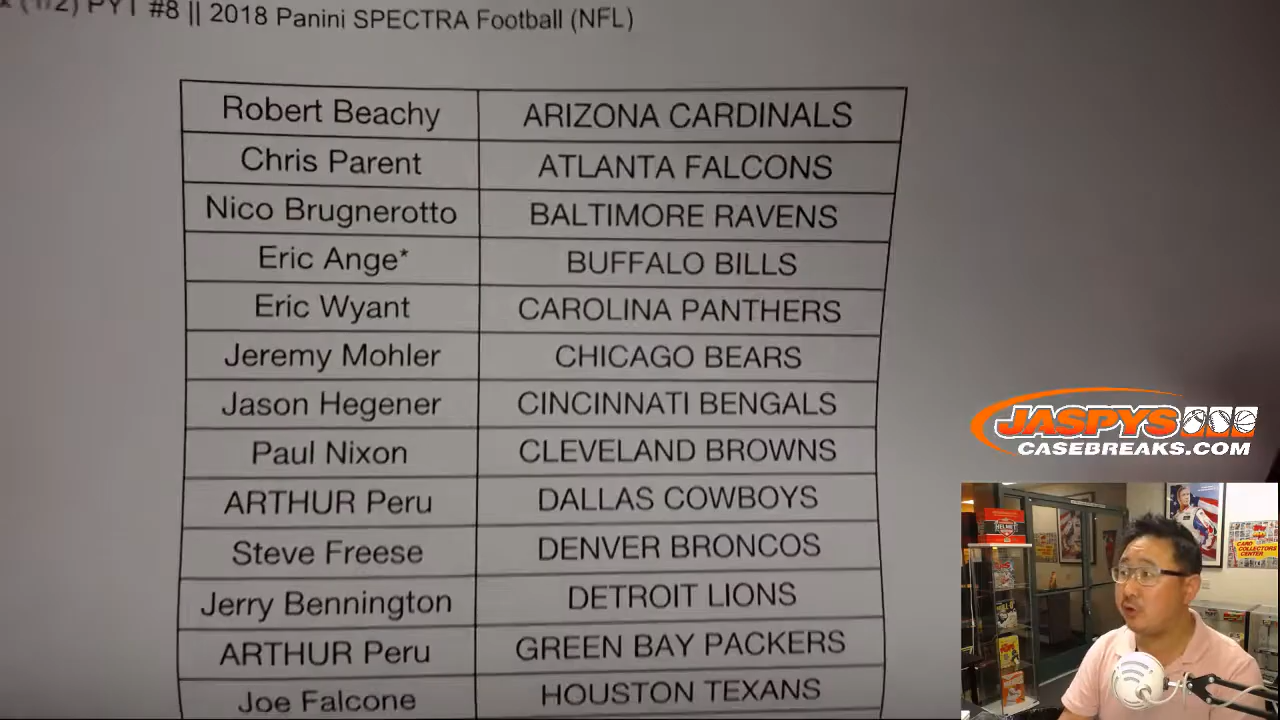 (1/2) PYT #8 || 2018 Panini SPECTRA Football (NFL)
Robert Beachy ARIZONA CARDINALS
Chris Parent ATLANTA FALCONS
Nico Brugnerotto BALTIMORE RAVENS
Eric Ange* BUFFALO BILLS
Eric Wyant CAROLINA PANTHERS
Jeremy Mohler CHICAGO BEARS
Jason Hegener CINCINNATI BENGALS
Paul Nixon CLEVELAND BROWNS
ARTHUR Peru DALLAS COWBOYS
Steve Freese DENVER BRONCOS
Jerry Bennington DETROIT LIONS
ARTHUR Peru GREEN BAY PACKERS
Joe Falcone HOUSTON TEXANS
JASPYS
CASEBREAKS.COM
CARD
COLLECTORS
CENTER